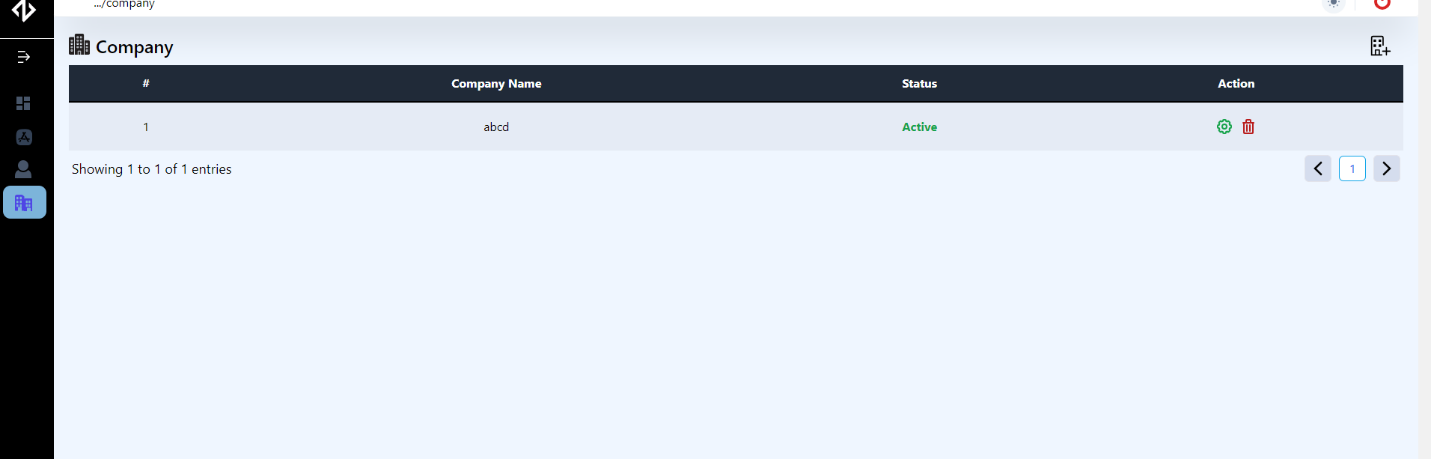 .../company
Company
# Company Name Status Action
1 abcd Active
Showing 1 to 1 of 1 entries
1